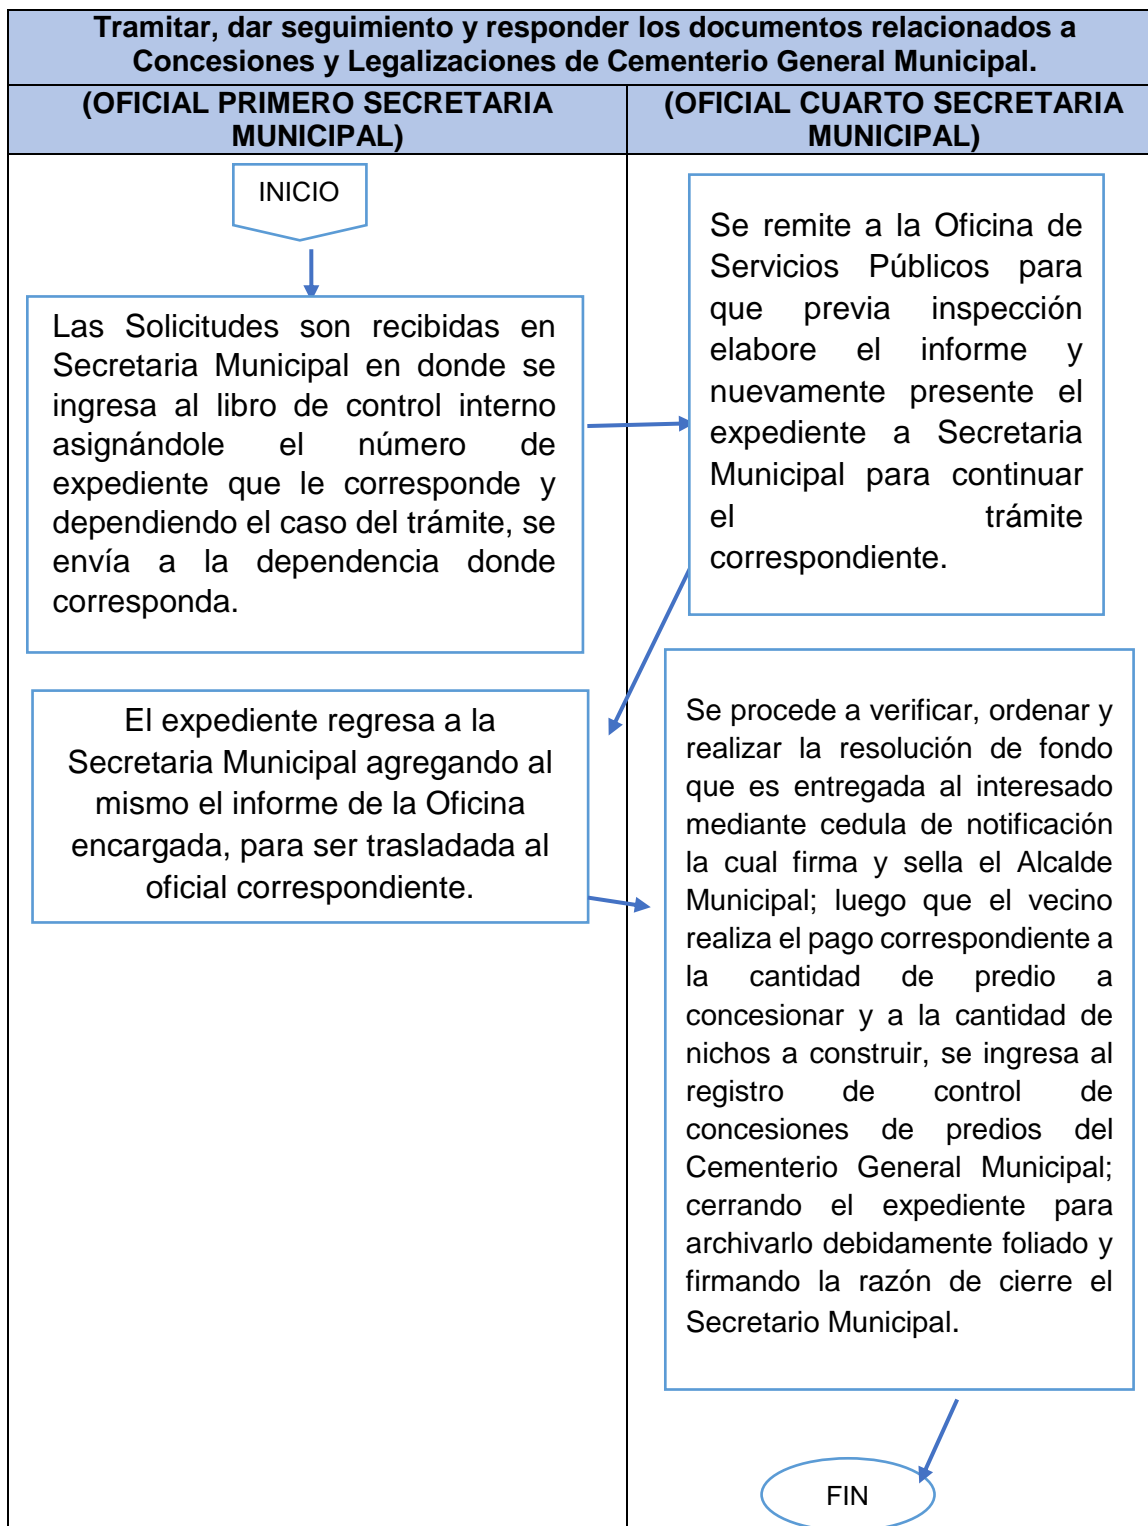 Tramitar, dar seguimiento y responder los documentos relacionados a
Concesiones y Legalizaciones de Cementerio General Municipal.
(OFICIAL PRIMERO SECRETARIA
MUNICIPAL)
(OFICIAL CUARTO SECRETARIA
MUNICIPAL)
INICIO
Las Solicitudes son recibidas en
Secretaria Municipal en donde se
ingresa al libro de control interno
asignándole el número de
expediente que le corresponde y
dependiendo el caso del trámite, se
envía a la dependencia donde
corresponda.
Se remite a la Oficina de
Servicios Públicos para
que previa inspección
elabore el informe y
nuevamente presente el
expediente a Secretaria
Municipal para continuar
el trámite
correspondiente.
El expediente regresa a la
Secretaria Municipal agregando al
mismo el informe de la Oficina
encargada, para ser trasladada al
oficial correspondiente.
Se procede a verificar, ordenar y
realizar la resolución de fondo
que es entregada al interesado
mediante cedula de notificación
la cual firma y sella el Alcalde
Municipal; luego que el vecino
realiza el pago correspondiente a
la cantidad de predio a
concesionar y a la cantidad de
nichos a construir, se ingresa al
registro de control de
concesiones de predios del
Cementerio General Municipal;
cerrando el expediente para
archivarlo debidamente foliado y
firmando la razón de cierre el
Secretario Municipal.
FIN